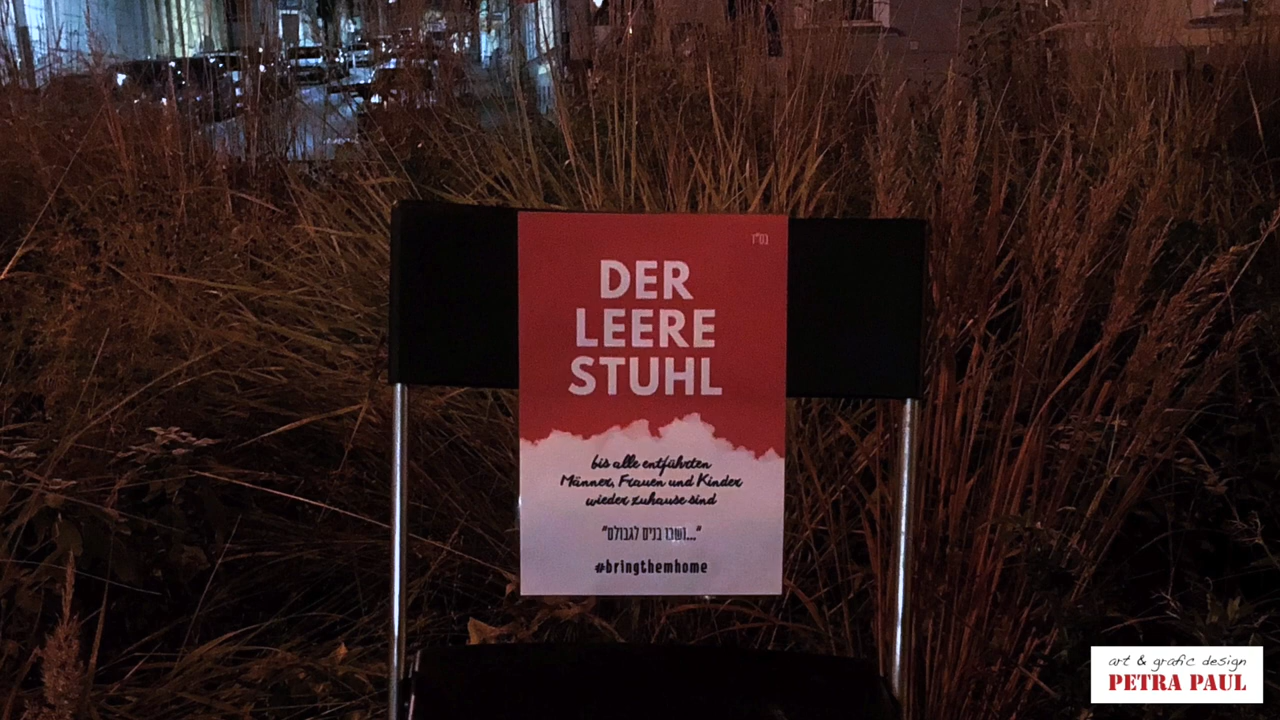 בס"ד
DER
LEERE
STUHL
bis alle entführten
Männer, Frauen und Kinder
wieder zuhause sind
"...ושבו בנים לגבולם"
#bringthemhome
art & grafic design
PETRA PAUL